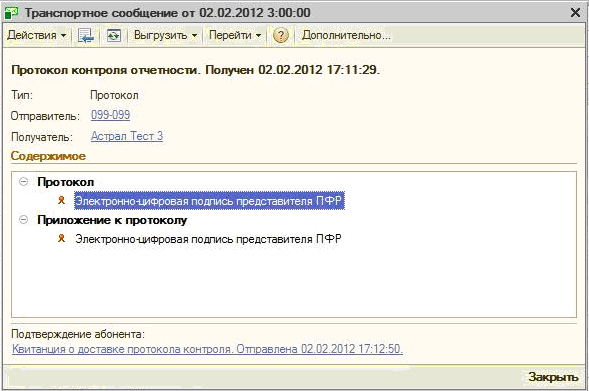 Транспортное сообщение от 02.02.2012 3:00:00
Действия Выгрузить Перейти ? Дополнительно...
Протокол контроля отчетности. Получен 02.02.2012 17:11:29.
Тип: Протокол
Отправитель: 099-099
Получатель: Астрал Тест 3
Содержимое
Протокол
Электронно-цифровая подпись представителя ПФР
Приложение к протоколу
Электронно-цифровая подпись представителя ПФР
Подтверждение абонента:
Квитанция о доставке протокола контроля. Отправлена 02.02.2012 17:12:50.
Закрыть